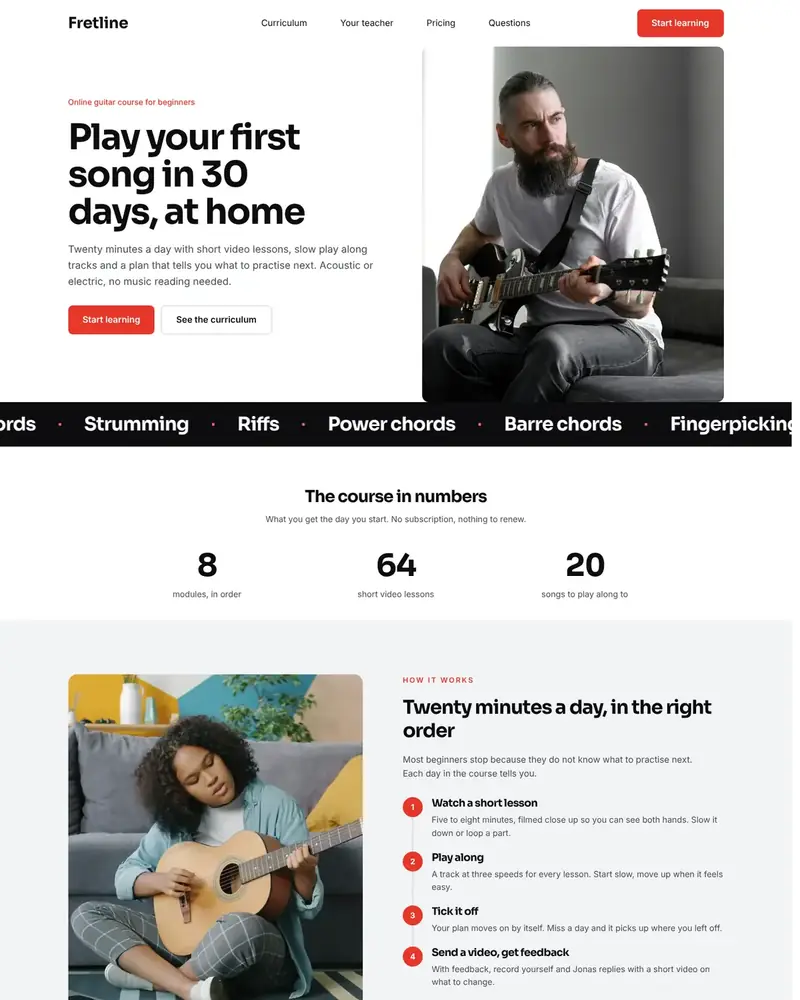 Fretline
Curriculum
Your teacher
Pricing
Questions
Start learning
Online guitar course for beginners
Play your first
song in 30
days, at home
Twenty minutes a day with short video lessons, slow play along
tracks and a plan that tells you what to practise next. Acoustic or
electric, no music reading needed.
Start learning
See the curriculum
ords · Strumming · Riffs · Power chords · Barre chords · Fingerpicking
The course in numbers
What you get the day you start. No subscription, nothing to renew.
8
modules, in order
64
short video lessons
20
songs to play along to
HOW IT WORKS
Twenty minutes a day, in the right
order
Most beginners stop because they do not know what to practise next.
Each day in the course tells you.
1
Watch a short lesson
Five to eight minutes, filmed close up so you can see both hands. Slow it
down or loop a part.
2
Play along
A track at three speeds for every lesson. Start slow, move up when it feels
easy.
3
Tick it off
Your plan moves on by itself. Miss a day and it picks up where you left off.
4
Send a video, get feedback
With feedback, record yourself and Jonas replies with a short video on
what to change.